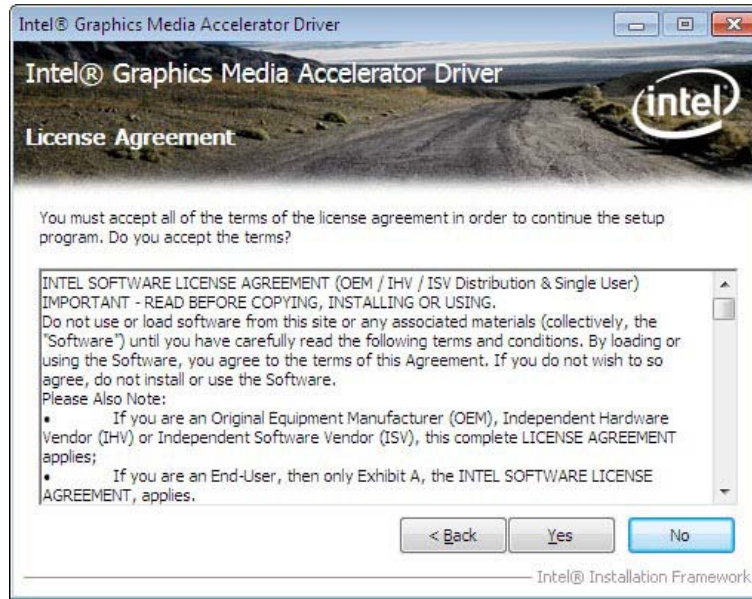 Intel® Graphics Media Accelerator Driver
Intel® Graphics Media Accelerator Driver
intel
License Agreement
You must accept all of the terms of the license agreement in order to continue the setup
program. Do you accept the terms?
INTEL SOFTWARE LICENSE AGREEMENT (OEM / IHV / ISV Distribution & Single User)
IMPORTANT - READ BEFORE COPYING, INSTALLING OR USING.
Do not use or load software from this site or any associated materials (collectively, the
"Software") until you have carefully read the following terms and conditions. By loading or
using the Software, you agree to the terms of this Agreement. If you do not wish to so
agree, do not install or use the Software.
Please Also Note:
• If you are an Original Equipment Manufacturer (OEM), Independent Hardware
Vendor (IHV) or Independent Software Vendor (ISV), this complete LICENSE AGREEMENT
applies;
• If you are an End-User, then only Exhibit A, the INTEL SOFTWARE LICENSE
AGREEMENT, applies.
< Back Yes No
Intel® Installation Framework